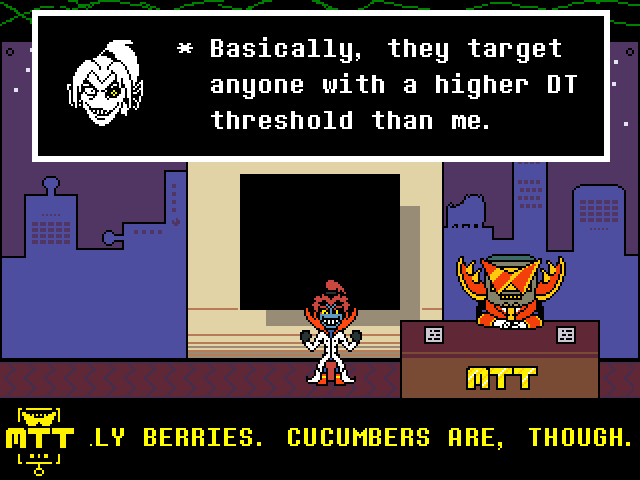 * Basically, they target
anyone with a higher DT
threshold than me.
MTT
MTT .LY BERRIES. CUCUMBERS ARE, THOUGH.